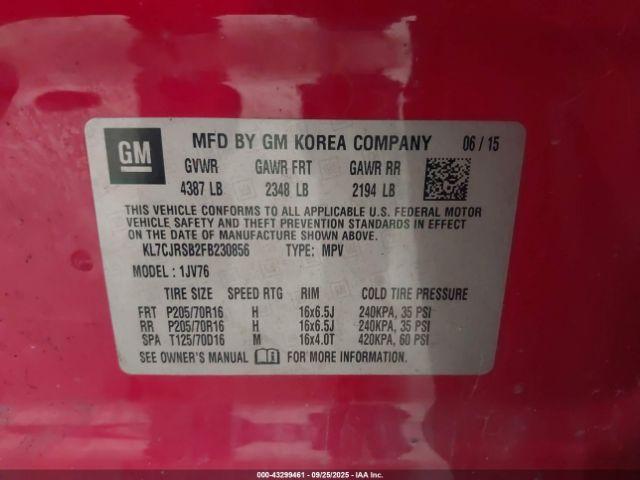 GM
MFD BY GM KOREA COMPANY 06 / 15
GVWR GAWR FRT GAWR RR
4387 LB 2348 LB 2194 LB
THIS VEHICLE CONFORMS TO ALL APPLICABLE U.S. FEDERAL MOTOR
VEHICLE SAFETY, BUMPER, AND THEFT PREVENTION STANDARDS IN EFFECT
ON THE DATE OF MANUFACTURE SHOWN ABOVE.
KL7CJRSB2FB230856 TYPE: MPV
MODEL: 1JV76
TIRE SIZE SPEED RTG RIM COLD TIRE PRESSURE
FRT P205/70R16 H 16x6.5J 240KPA, 35 PSI
RR P205/70R16 H 16x6.5J 240KPA, 35 PSI
SPA T125/70D16 M 16x4.0T 420KPA, 60 PSI
SEE OWNER'S MANUAL FOR MORE INFORMATION.
000-43299461 - 09/25/2025 - Copyright © 2025 IAA, Inc.